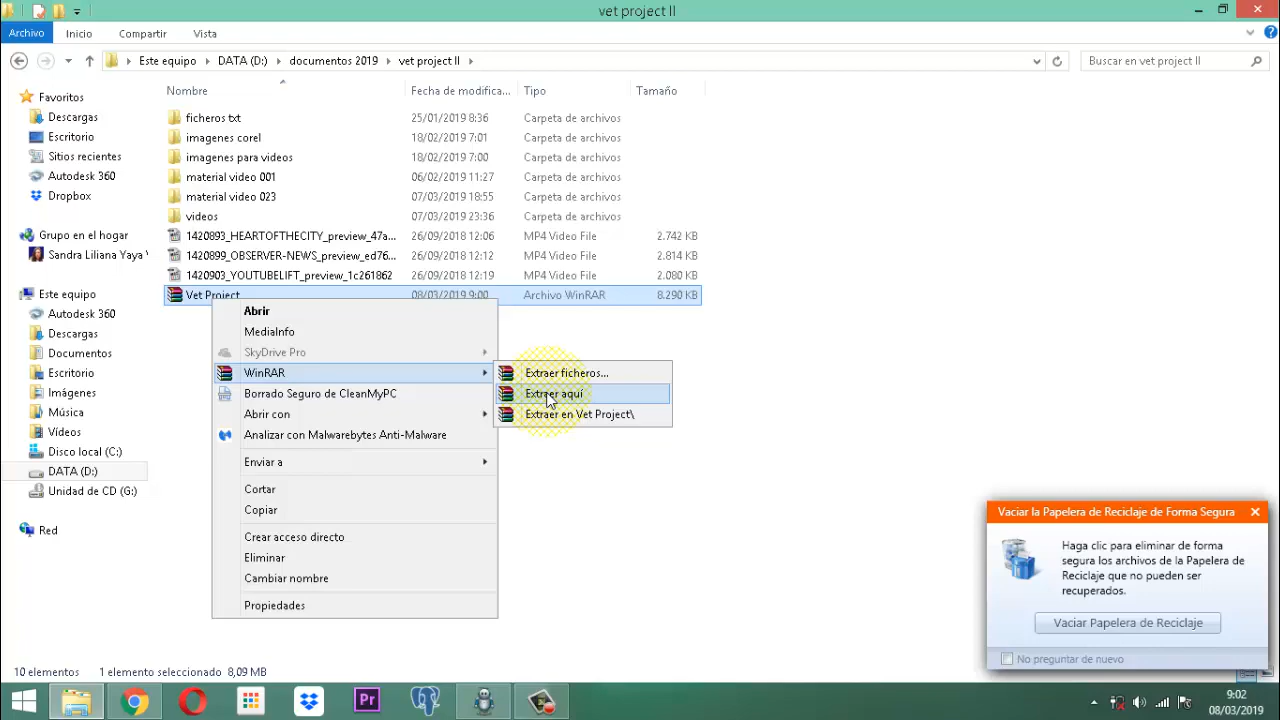 vet project II
Archivo Inicio Compartir Vista
Este equipo DATA (D:) documentos 2019 vet project II Buscar en vet project II
Nombre Fecha de modifica... Tipo Tamaño
Favoritos
Descargas
Escritorio
Sitios recientes
Autodesk 360
Dropbox
Grupo en el hogar
Sandra Liliana Yaya
Este equipo
Autodesk 360
Descargas
Documentos
Escritorio
Imágenes
Música
Vídeos
Disco local (C:)
DATA (D:)
Unidad de CD (G:)
Red
ficheros txt 25/01/2019 8:36 Carpeta de archivos
imagenes corel 18/02/2019 7:01 Carpeta de archivos
imagenes para videos 18/02/2019 7:00 Carpeta de archivos
material video 001 06/02/2019 11:27 Carpeta de archivos
material video 023 07/03/2019 18:55 Carpeta de archivos
videos 07/03/2019 23:36 Carpeta de archivos
1420893_HEARTOFTHECITY_preview_47a... 26/09/2018 12:06 MP4 Video File 2.742 KB
1420899_OBSERVER-NEWS_preview_ed76... 26/09/2018 12:12 MP4 Video File 2.814 KB
1420903_YOUTUBELIFT_preview_1c261862 26/09/2018 12:19 MP4 Video File 2.080 KB
Vet Project 08/03/2019 9:00 Archivo WinRAR 8.290 KB
Abrir
MediaInfo
SkyDrive Pro
WinRAR
Borrado Seguro de CleanMyPC
Abrir con
Analizar con Malwarebytes Anti-Malware
Enviar a
Cortar
Copiar
Crear acceso directo
Eliminar
Cambiar nombre
Propiedades
Extraer ficheros...
Extraer aquí
Extraer en Vet Project\
Vaciar la Papelera de Reciclaje de Forma Segura
Haga clic para eliminar de forma
segura los archivos de la Papelera de
Reciclaje que no pueden ser
recuperados.
Vaciar Papelera de Reciclaje
No preguntar de nuevo
10 elementos 1 elemento seleccionado 8,09 MB
Pr
9:02
08/03/2019